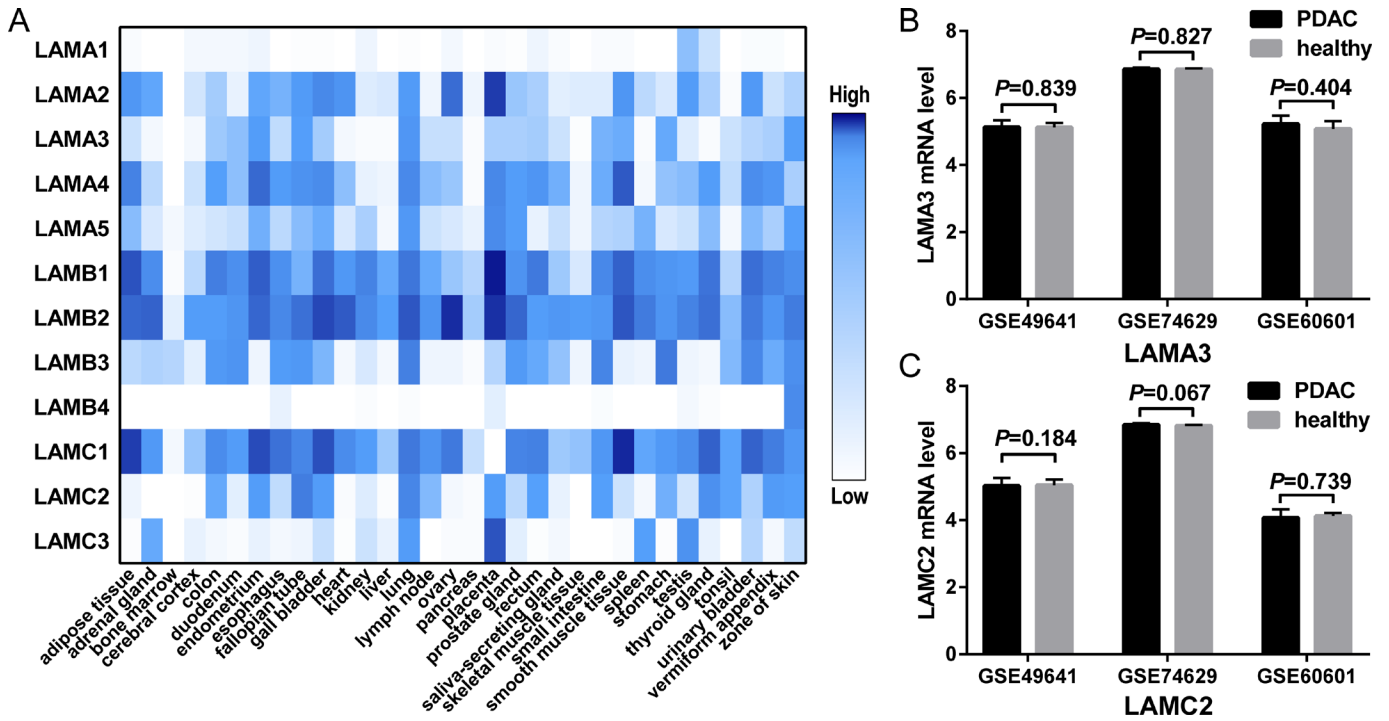 A
LAMA1
LAMA2
LAMA3
LAMA4
LAMA5
LAMB1
LAMB2
LAMB3
LAMB4
LAMC1
LAMC2
LAMC3
adipose tissue
adrenal gland
bone marrow
cerebral cortex
colon
duodenum
endometrium
esophagus
fallopian tube
gall bladder
heart
kidney
liver
lung
lymph node
ovary
pancreas
placenta
prostate gland
rectum
saliva-secreting gland
skeletal muscle tissue
small intestine
smooth muscle tissue
spleen
stomach
testis
thyroid gland
tonsil
urinary bladder
vermiform appendix
zone of skin
High
Low
B
PDAC
healthy
LAMA3 mRNA level
8
6
4
2
0
P=0.839
P=0.827
P=0.404
GSE49641 GSE74629 GSE60601
LAMA3
C
PDAC
healthy
LAMC2 mRNA level
8
6
4
2
0
P=0.184
P=0.067
P=0.739
GSE49641 GSE74629 GSE60601
LAMC2